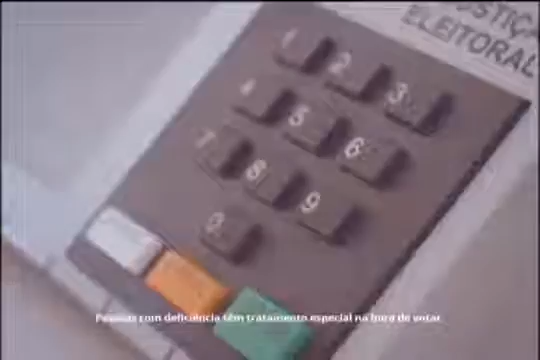 JUSTIÇA
ELEITORAL
1 2 3
4 5 6
7 8 9
0
Pessoas com deficiência têm tratamento especial na hora de votar.